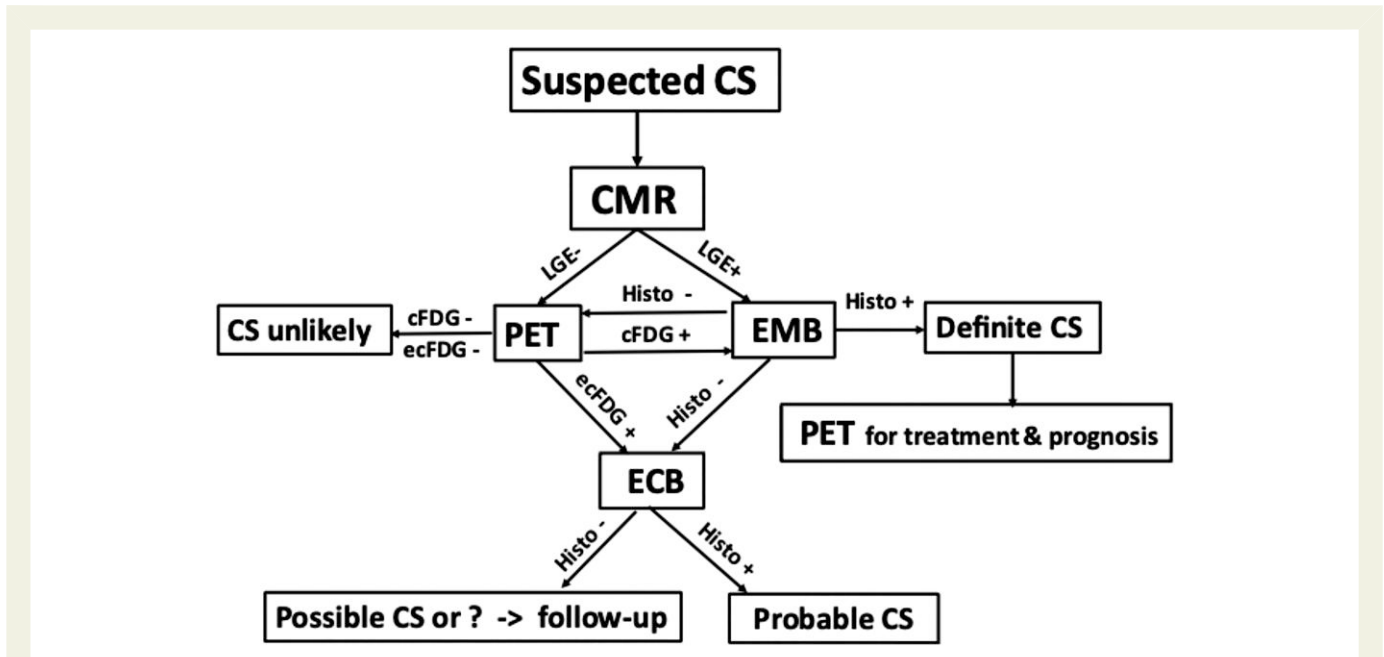 Suspected CS
CMR
LGE-
LGE+
Histo -
Histo +
CS unlikely
cFDG -
ecFDG -
PET
cFDG +
EMB
Definite CS
ecFDG +
Histo -
PET for treatment & prognosis
ECB
Histo -
Histo +
Possible CS or ? -> follow-up
Probable CS